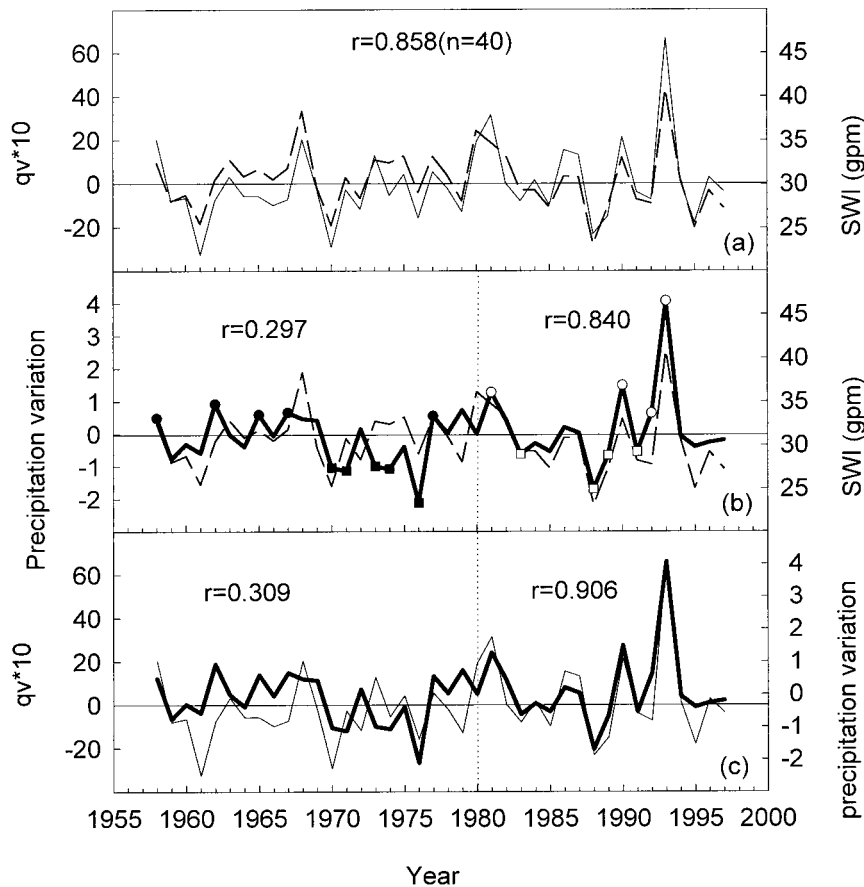 r=0.858(n=40)
60
40
20
0
-20
qv*10
45
40
35
30
25
SWI (gpm)
(a)
r=0.297
r=0.840
4
3
2
1
0
-1
-2
Precipitation variation
45
40
35
30
25
SWI (gpm)
(b)
r=0.309
r=0.906
60
40
20
0
-20
qv*10
4
3
2
1
0
-1
-2
precipitation variation
(c)
1955 1960 1965 1970 1975 1980 1985 1990 1995 2000
Year